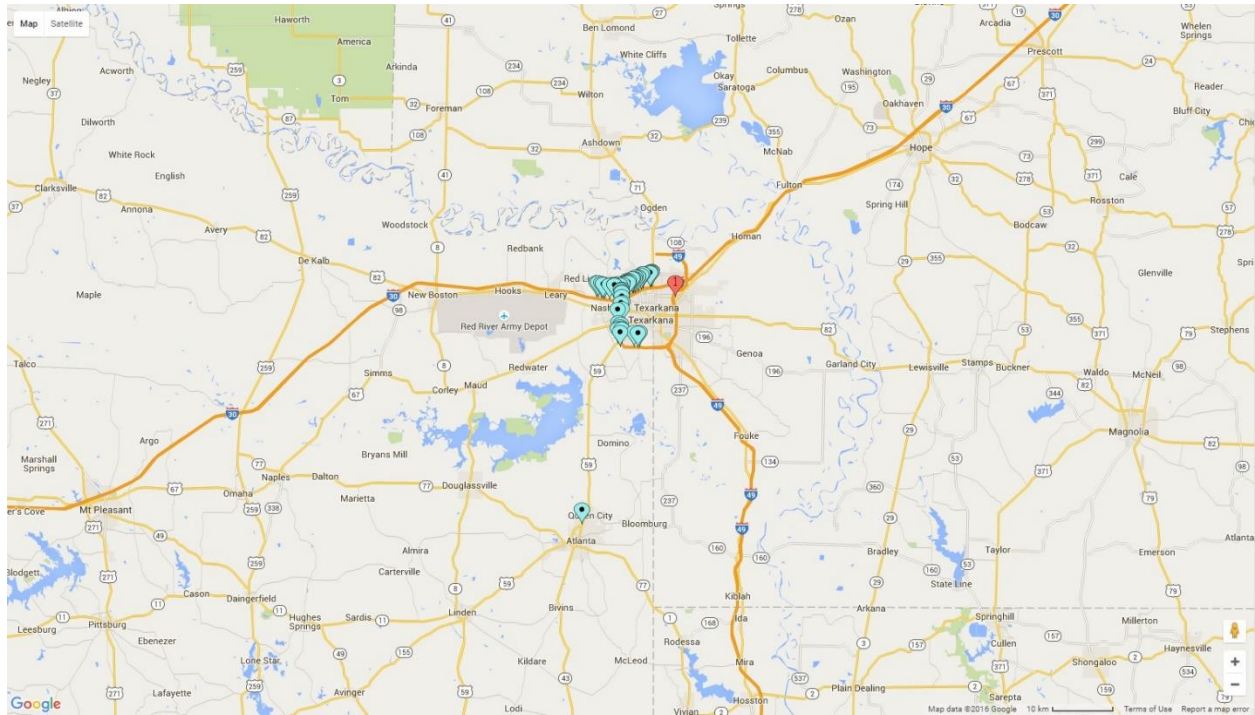 Map Satellite
Haworth
America
Arkinda
Ben Lomond
Springs
Tollette
White Cliffs
Okay
Saratoga
Columbus
Washington
Ozan
Arcadia
Whelen
Springs
Prescott
Reader
Bluff City
Oakhaven
Negley
Acworth
Tom
Foreman
Wilton
Dilworth
White Rock
English
Ashdown
McNab
Hope
Cale
Clarksville
Annona
Avery
Woodstock
Ogden
Fulton
Spring Hill
Rosston
Bodcaw
De Kalb
Redbank
Homan
Maple
New Boston
Hooks
Leary
Nash
Texarkana
Texarkana
Glenville
Red River Army Depot
Stephens
Genoa
Garland City
Lewisville
Stamps
Buckner
Waldo
McNeil
Talco
Simms
Corley
Maud
Redwater
Argo
Bryans Mill
Domino
Fouke
Magnolia
Marshall
Springs
Naples
Dalton
Douglassville
Omaha
Marietta
Mt Pleasant
Queen City
Bloomburg
Atlanta
Almira
Bradley
Taylor
Emerson
Atlanta
State Line
Blodgett
Carterville
Cason
Daingerfield
Kiblah
Hughes
Springs
Sardis
Linden
Bivins
Ida
Arkana
Springhill
Millerton
Leesburg
Pittsburg
Ebenezer
Rodessa
Cullen
Haynesville
Shongaloo
Lone Star
Kildare
McLeod
Mira
Lafayette
Avinger
Lodi
Vivian
Hosston
Plain Dealing
Sarepta
Google
Map data ©2016 Google 10 km Terms of Use Report a map error